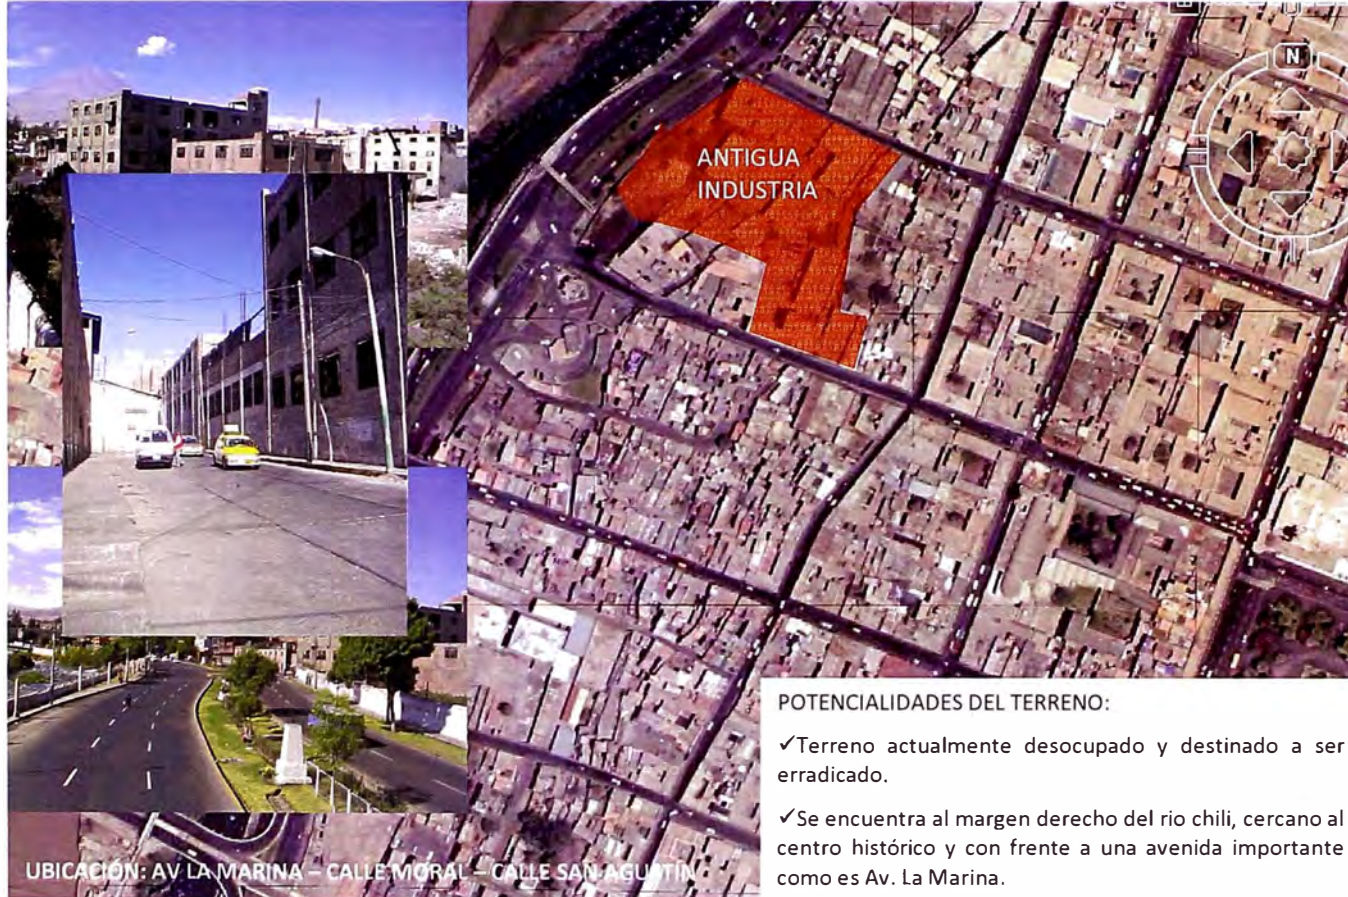 N
ANTIGUA
INDUSTRIA
POTENCIALIDADES DEL TERRENO:
✓Terreno actualmente desocupado y destinado a ser
erradicado.
✓Se encuentra al margen derecho del rio chili, cercano al
centro histórico y con frente a una avenida importante
como es Av. La Marina.
UBICACIÓN: AV LA MARINA – CALLE MORAL – CALLE SAN AGUSTÍN